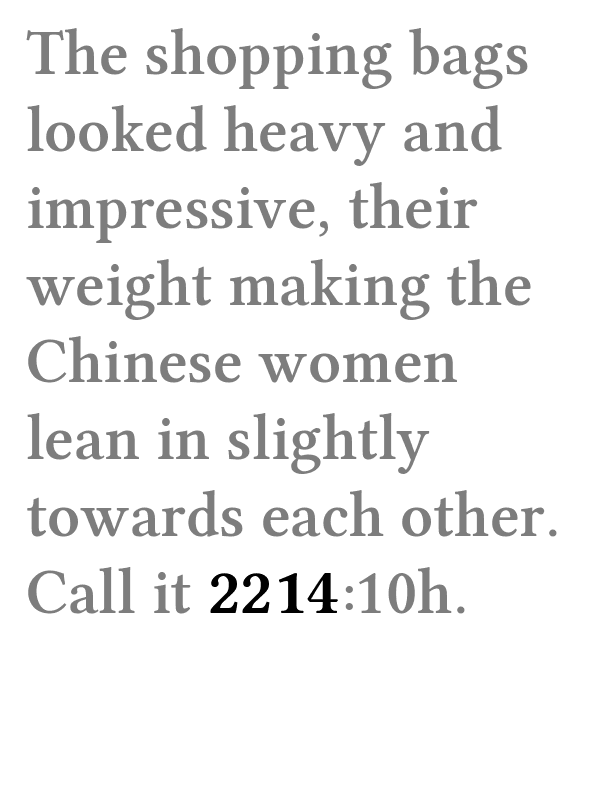 The shopping bags
looked heavy and
impressive, their
weight making the
Chinese women
lean in slightly
towards each other.
Call it 2214:10h.